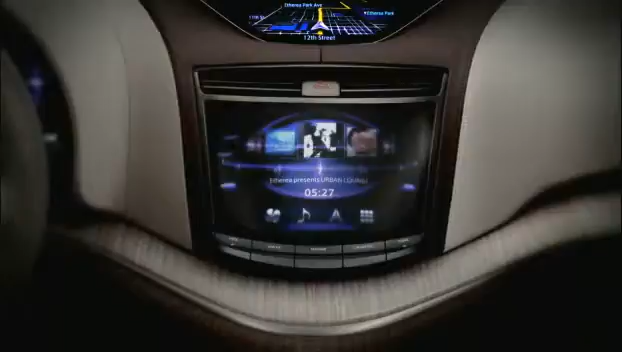 Etherea Park Ave
Etherea Park
12th Street
Etherea presents URBAN LOUNGE
05:27